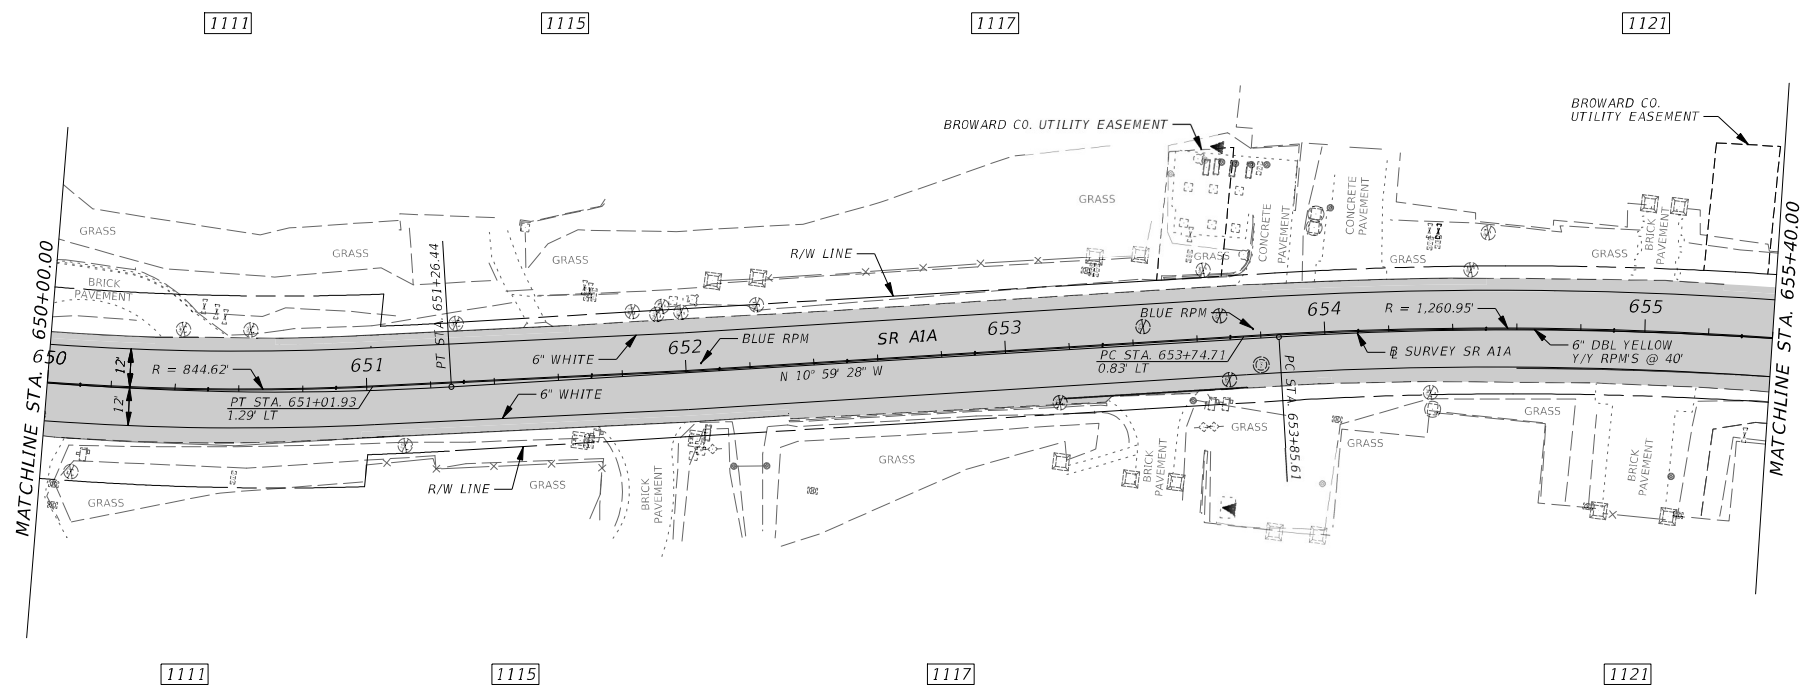 1111
1115
1117
1121
BROWARD CO.
UTILITY EASEMENT
BROWARD CO. UTILITY EASEMENT
GRASS
GRASS
GRASS
GRASS
GRASS
GRASS
GRASS
CONCRETE
PAVEMENT
CONCRETE
PAVEMENT
BRICK
PAVEMENT
BRICK
PAVEMENT
R/W LINE
PT STA. 651+26.44
MATCHLINE STA. 650+00.00
MATCHLINE STA. 655+40.00
650
651
652
653
654
655
SR A1A
12'
12'
R = 844.62'
6" WHITE
BLUE RPM
BLUE RPM
R = 1,260.95'
PT STA. 651+01.93
1.29' LT
6" WHITE
N 10° 59' 28" W
PC STA. 653+74.71
0.83' LT
PC STA. 653+85.61
℄ SURVEY SR A1A
6" DBL YELLOW
Y/Y RPM'S @ 40'
R/W LINE
GRASS
GRASS
GRASS
GRASS
GRASS
GRASS
BRICK
PAVEMENT
BRICK
PAVEMENT
BRICK
PAVEMENT
1111
1115
1117
1121